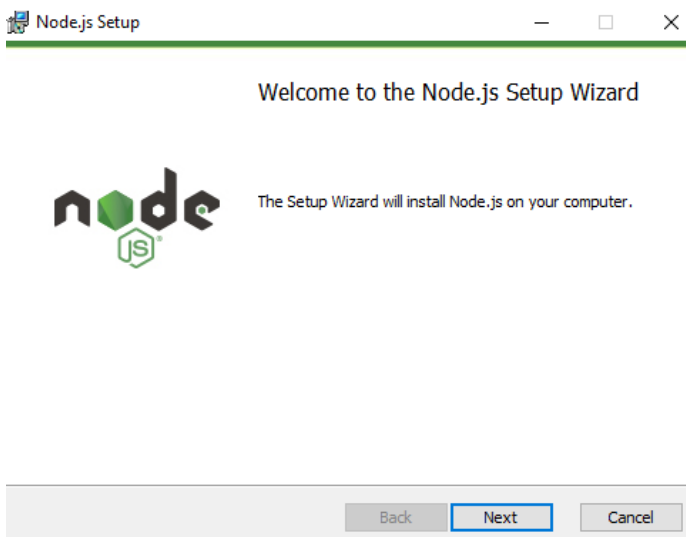 Node.js Setup
Welcome to the Node.js Setup Wizard
node
JS®
The Setup Wizard will install Node.js on your computer.
Back Next Cancel